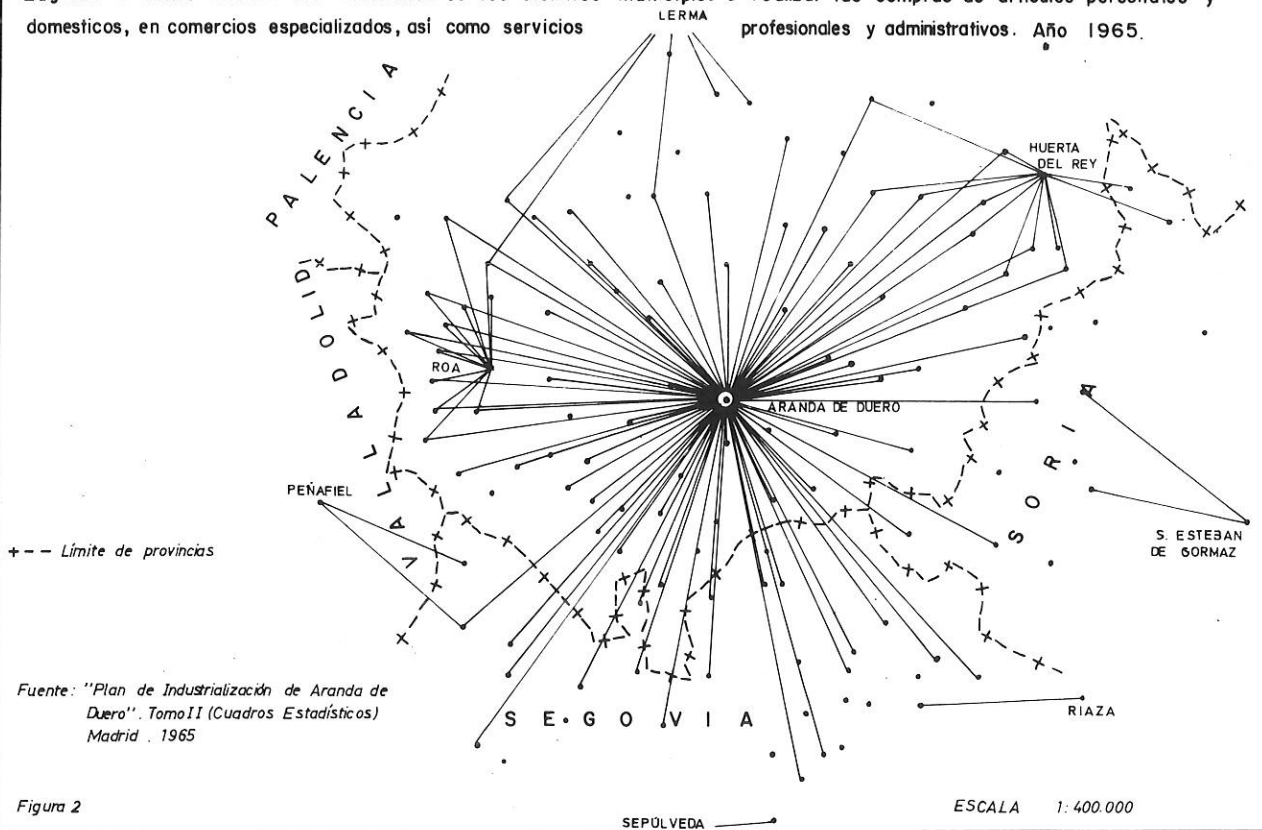 domesticos, en comercios especializados, así como servicios profesionales y administrativos. Año 1965.
LERMA
PALENCIA
HUERTA
DEL REY
VALLADOLID
ROA
ARANDA DE DUERO
SORIA
PEÑAFIEL
S. ESTEBAN
DE GORMAZ
+ - - Límite de provincias
Fuente: "Plan de Industrialización de Aranda de
Duero". Tomo II (Cuadros Estadísticos)
Madrid . 1965
SEGOVIA
RIAZA
Figura 2
ESCALA 1:400.000
SEPÚLVEDA